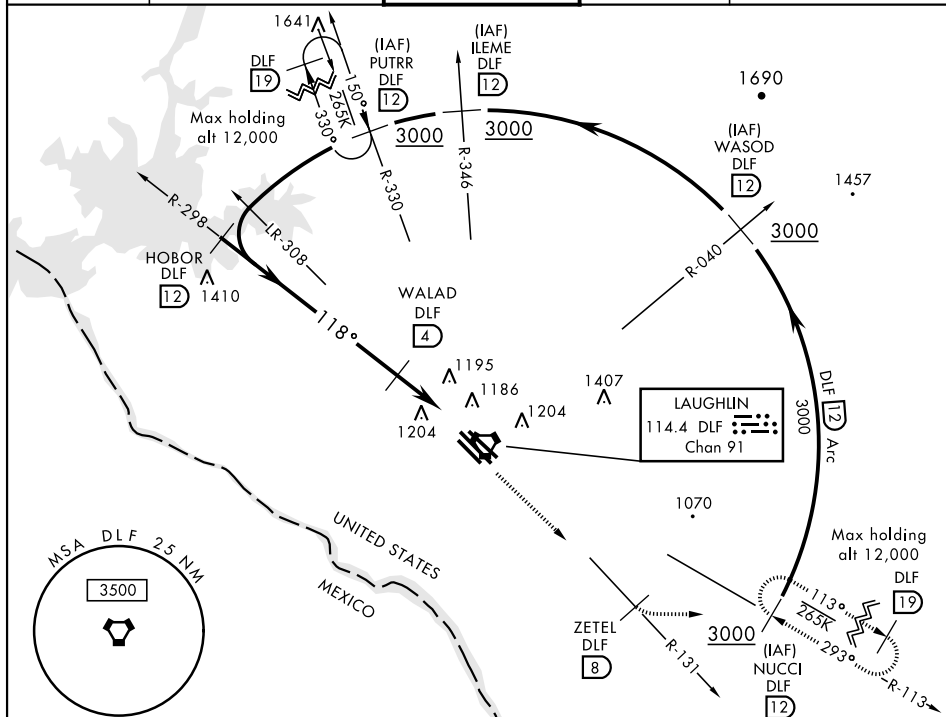 1641
DLF
19
Max holding
alt 12,000
330°
265K
150°
(IAF)
PUTRR
DLF
12
3000
(IAF)
ILEME
DLF
12
3000
R-330
R-346
1690
(IAF)
WASOD
DLF
12
1457
3000
R-040
R-298
LR-308
HOBOR
DLF
12
1410
118°
WALAD
DLF
4
1195
1186
1204
1204
1407
LAUGHLIN
114.4 DLF
Chan 91
DLF 12 Arc
3000
1070
UNITED STATES
MEXICO
MSA DLF 25 NM
3500
ZETEL
DLF
8
R-131
3000
(IAF)
NUCCI
DLF
12
Max holding
alt 12,000
DLF
19
113°
265K
293°
R-113